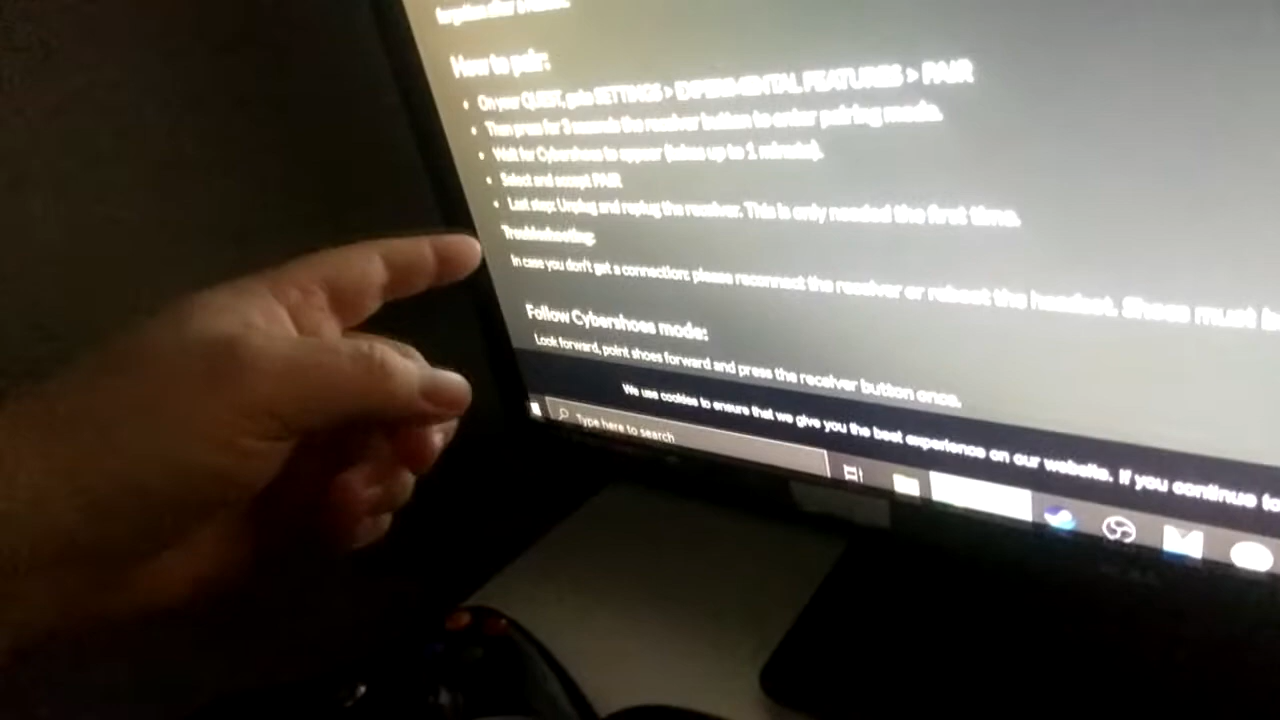 How to pair:
On your QUEST, goto SETTINGS > EXPERIMENTAL FEATURES > PAIR
Then press for 3 seconds the receiver button to enter pairing mode.
Wait for Cybershoes to appear (takes up to 1 minute).
Select and accept PAIR
Last step: Unplug and replug the receiver. This is only needed the first time.
Troubleshooting:
In case you don't get a connection: please reconnect the receiver or reboot the headset. Shoes must
Follow Cybershoes mode:
Look forward, point shoes forward and press the receiver button once.
We use cookies to ensure that we give you the best experience on our website. If you continue to
Type here to search